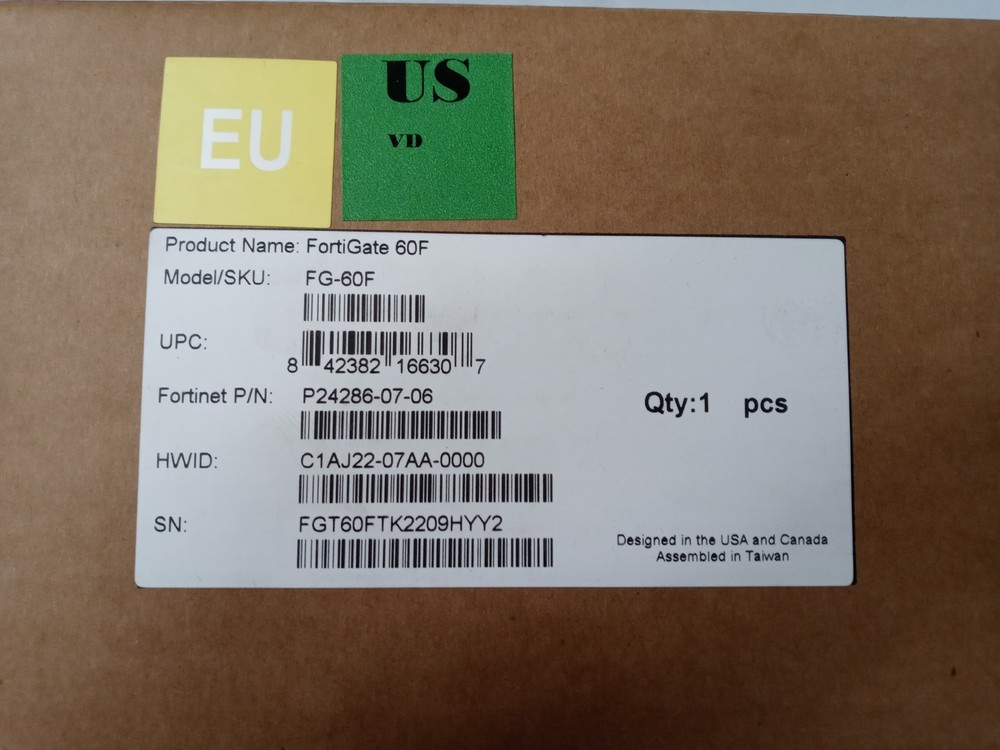 EU
US
VD
Product Name: FortiGate 60F
Model/SKU: FG-60F
UPC:
8 42382 16630 7
Fortinet P/N: P24286-07-06
Qty:1 pcs
HWID: C1AJ22-07AA-0000
SN: FGT60FTK2209HYY2
Designed in the USA and Canada
Assembled in Taiwan